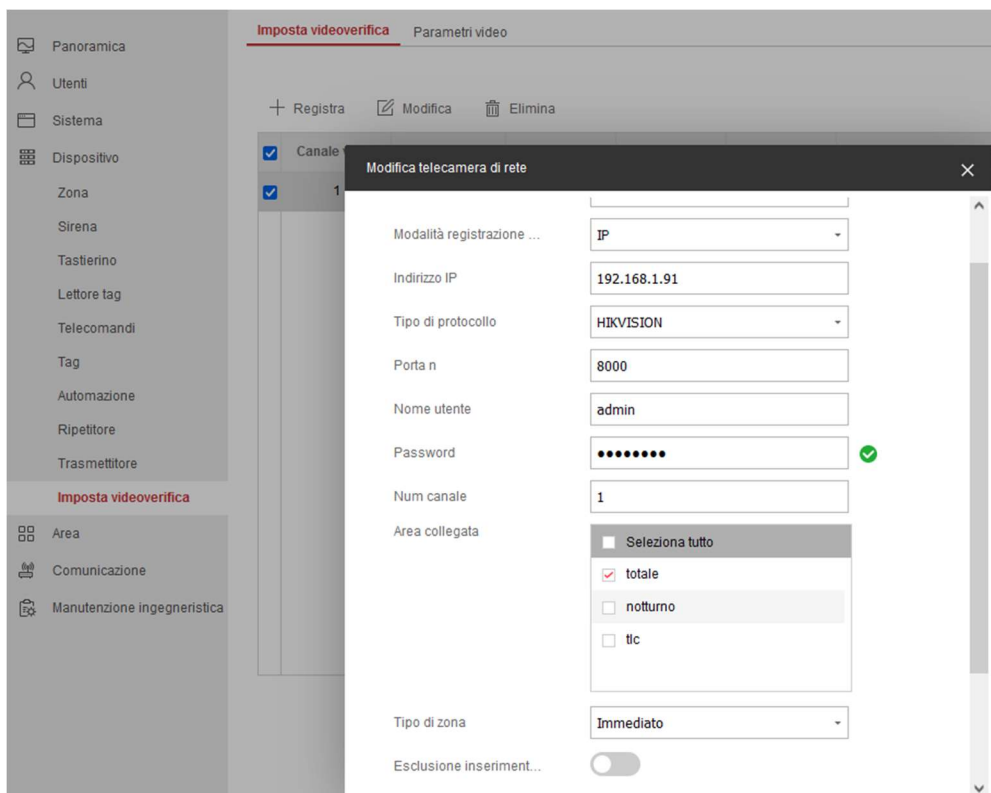 Imposta videoverifica
Parametri video
Panoramica
Utenti
Sistema
Dispositivo
Zona
Sirena
Tastierino
Lettore tag
Telecomandi
Tag
Automazione
Ripetitore
Trasmettitore
Imposta videoverifica
Area
Comunicazione
Manutenzione ingegneristica
Registra
Modifica
Elimina
Canale
1
Modifica telecamera di rete
Modalità registrazione ...
IP
Indirizzo IP
192.168.1.91
Tipo di protocollo
HIKVISION
Porta n
8000
Nome utente
admin
Password
••••••••
Num canale
1
Area collegata
Seleziona tutto
totale
notturno
tlc
Tipo di zona
Immediato
Esclusione inseriment...